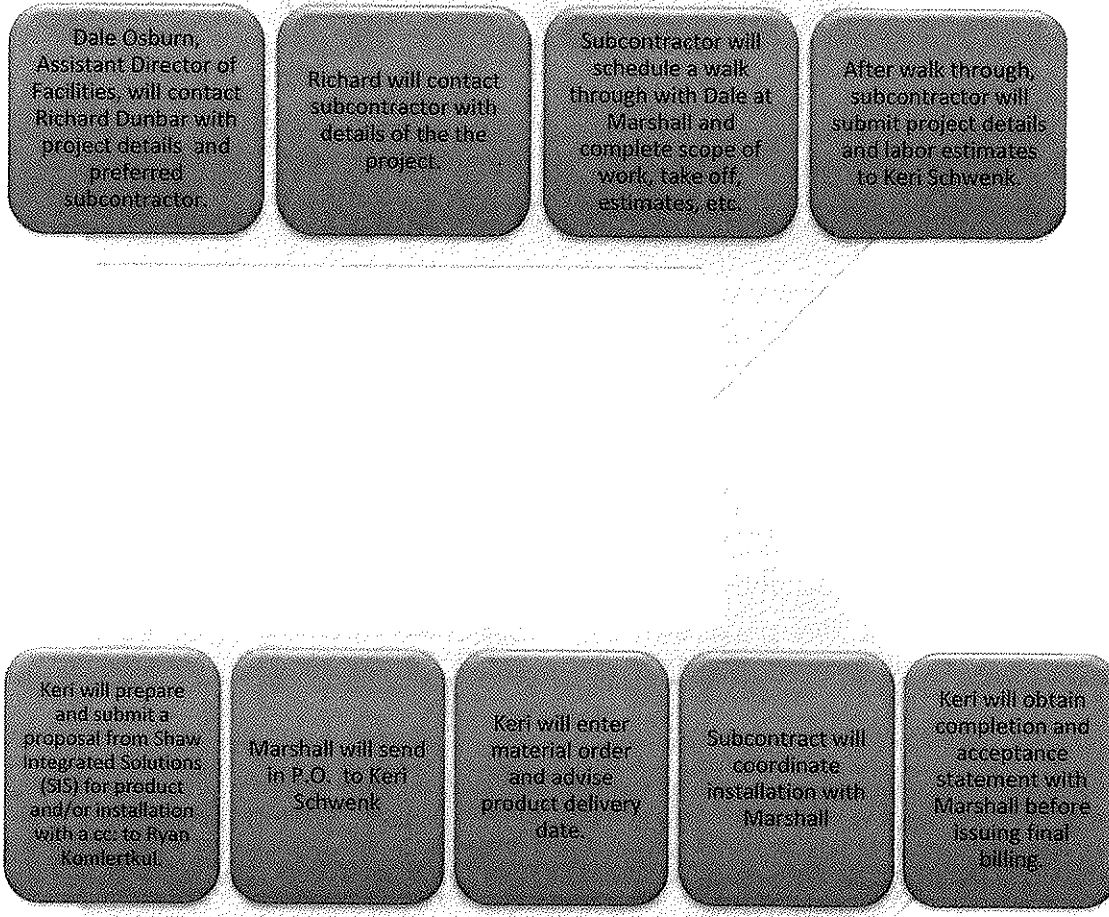 Dale Osburn,
Assistant Director of
Facilities, will contact
Richard Dunbar with
project details and
preferred
subcontractor.
Richard will contact
subcontractor with
details of the the
project.
Subcontractor will
schedule a walk
through with Dale at
Marshall and
complete scope of
work, take off,
estimates, etc.
After walk through,
subcontractor will
submit project details
and labor estimates
to Keri Schwenk.
Keri will prepare
and submit a
proposal from Shaw
Integrated Solutions
(SIS) for product
and/or installation
with a cc: to Ryan
Komlertkul.
Marshall will send
in P.O. to Keri
Schwenk
Keri will enter
material order
and advise
product delivery
date.
Subcontract will
coordinate
installation with
Marshall
Keri will obtain
completion and
acceptance
statement with
Marshall before
issuing final
billing.